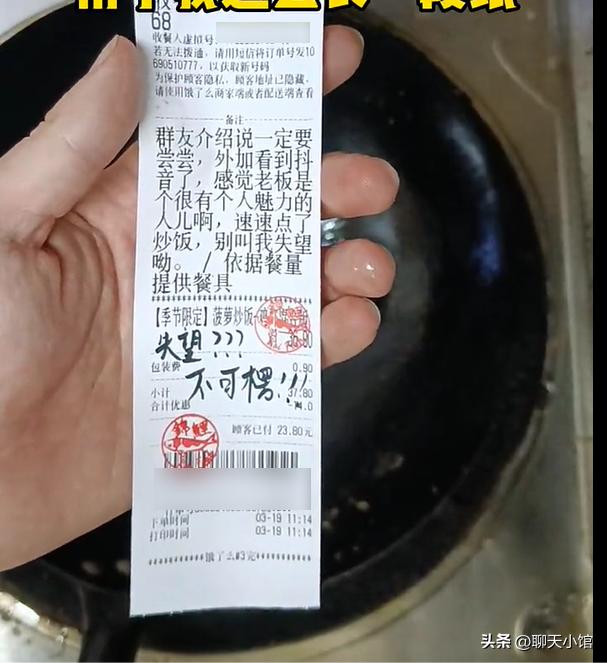 68
收餐人虚拟号
若无法拨通，请用短信将订单号发10
690510777，以获取新号码
为保护顾客隐私，顾客地址已隐藏，
请使用饿了么商家端或者配送端查看
备注
群友介绍说一定要
尝尝，外加看到抖
音了，感觉老板是
个很有个人魅力的
人儿啊，速速点了
炒饭，别叫我失望
呦。 / 依据餐量
提供餐具
【季节限定】菠萝炒饭
失望???
包装费 0.90
不可楞!!!
小计 37.80
合计优惠
顾客已付 23.80元
下单时间 03-19 11:14
打印时间 03-19 11:14
饿了么#3完
头条 @聊天小馆